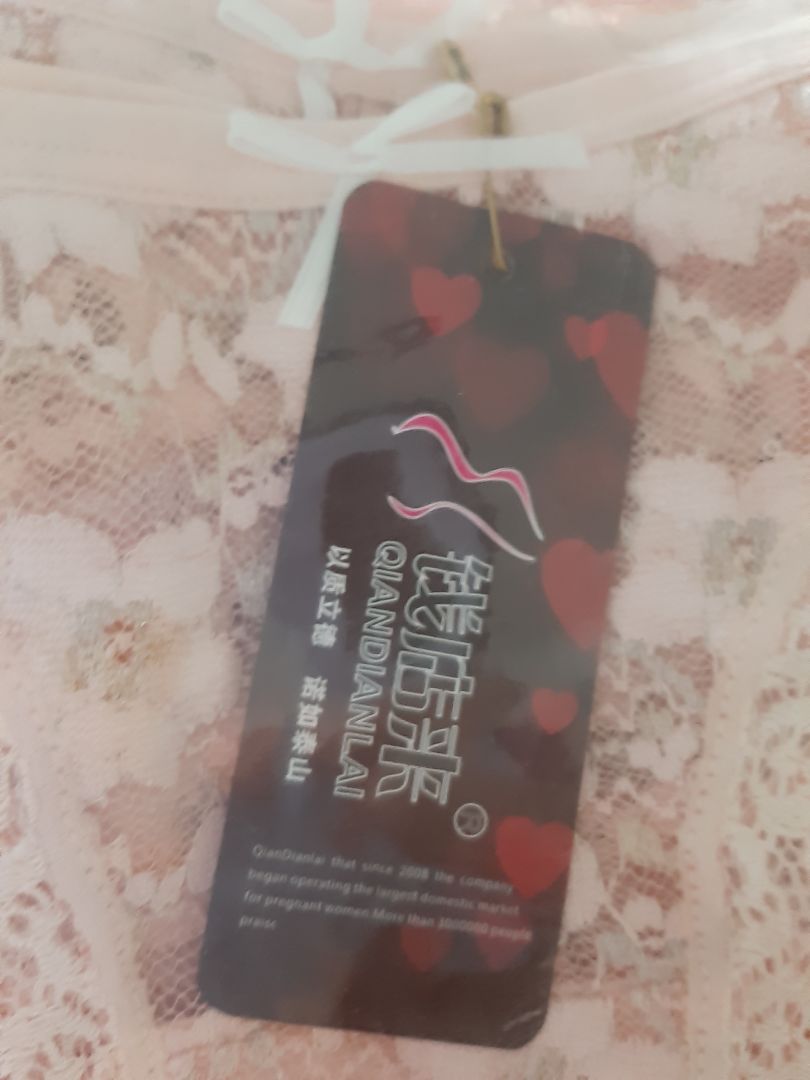 钱店来
®
QIANDIANLAI
以质立德 诺如泰山
QianDianlai that since 2008 the company
began operating the largest domestic market
for pregnant women.More than 3000000 people
praise